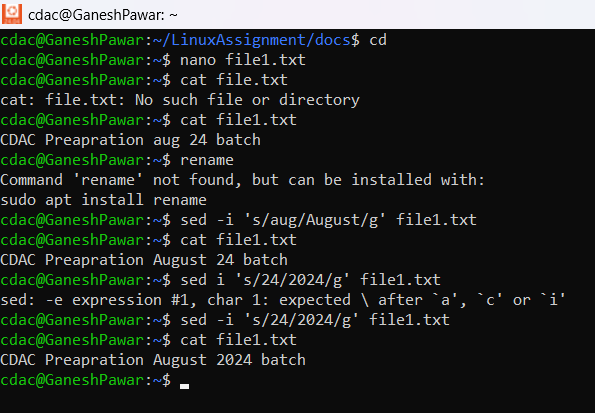 cdac@GaneshPawar: ~
cdac@GaneshPawar:~/LinuxAssignment/docs$ cd
cdac@GaneshPawar:~$ nano file1.txt
cdac@GaneshPawar:~$ cat file.txt
cat: file.txt: No such file or directory
cdac@GaneshPawar:~$ cat file1.txt
CDAC Preapration aug 24 batch
cdac@GaneshPawar:~$ rename
Command 'rename' not found, but can be installed with:
sudo apt install rename
cdac@GaneshPawar:~$ sed -i 's/aug/August/g' file1.txt
cdac@GaneshPawar:~$ cat file1.txt
CDAC Preapration August 24 batch
cdac@GaneshPawar:~$ sed i 's/24/2024/g' file1.txt
sed: -e expression #1, char 1: expected \ after `a', `c' or `i'
cdac@GaneshPawar:~$ sed -i 's/24/2024/g' file1.txt
cdac@GaneshPawar:~$ cat file1.txt
CDAC Preapration August 2024 batch
cdac@GaneshPawar:~$